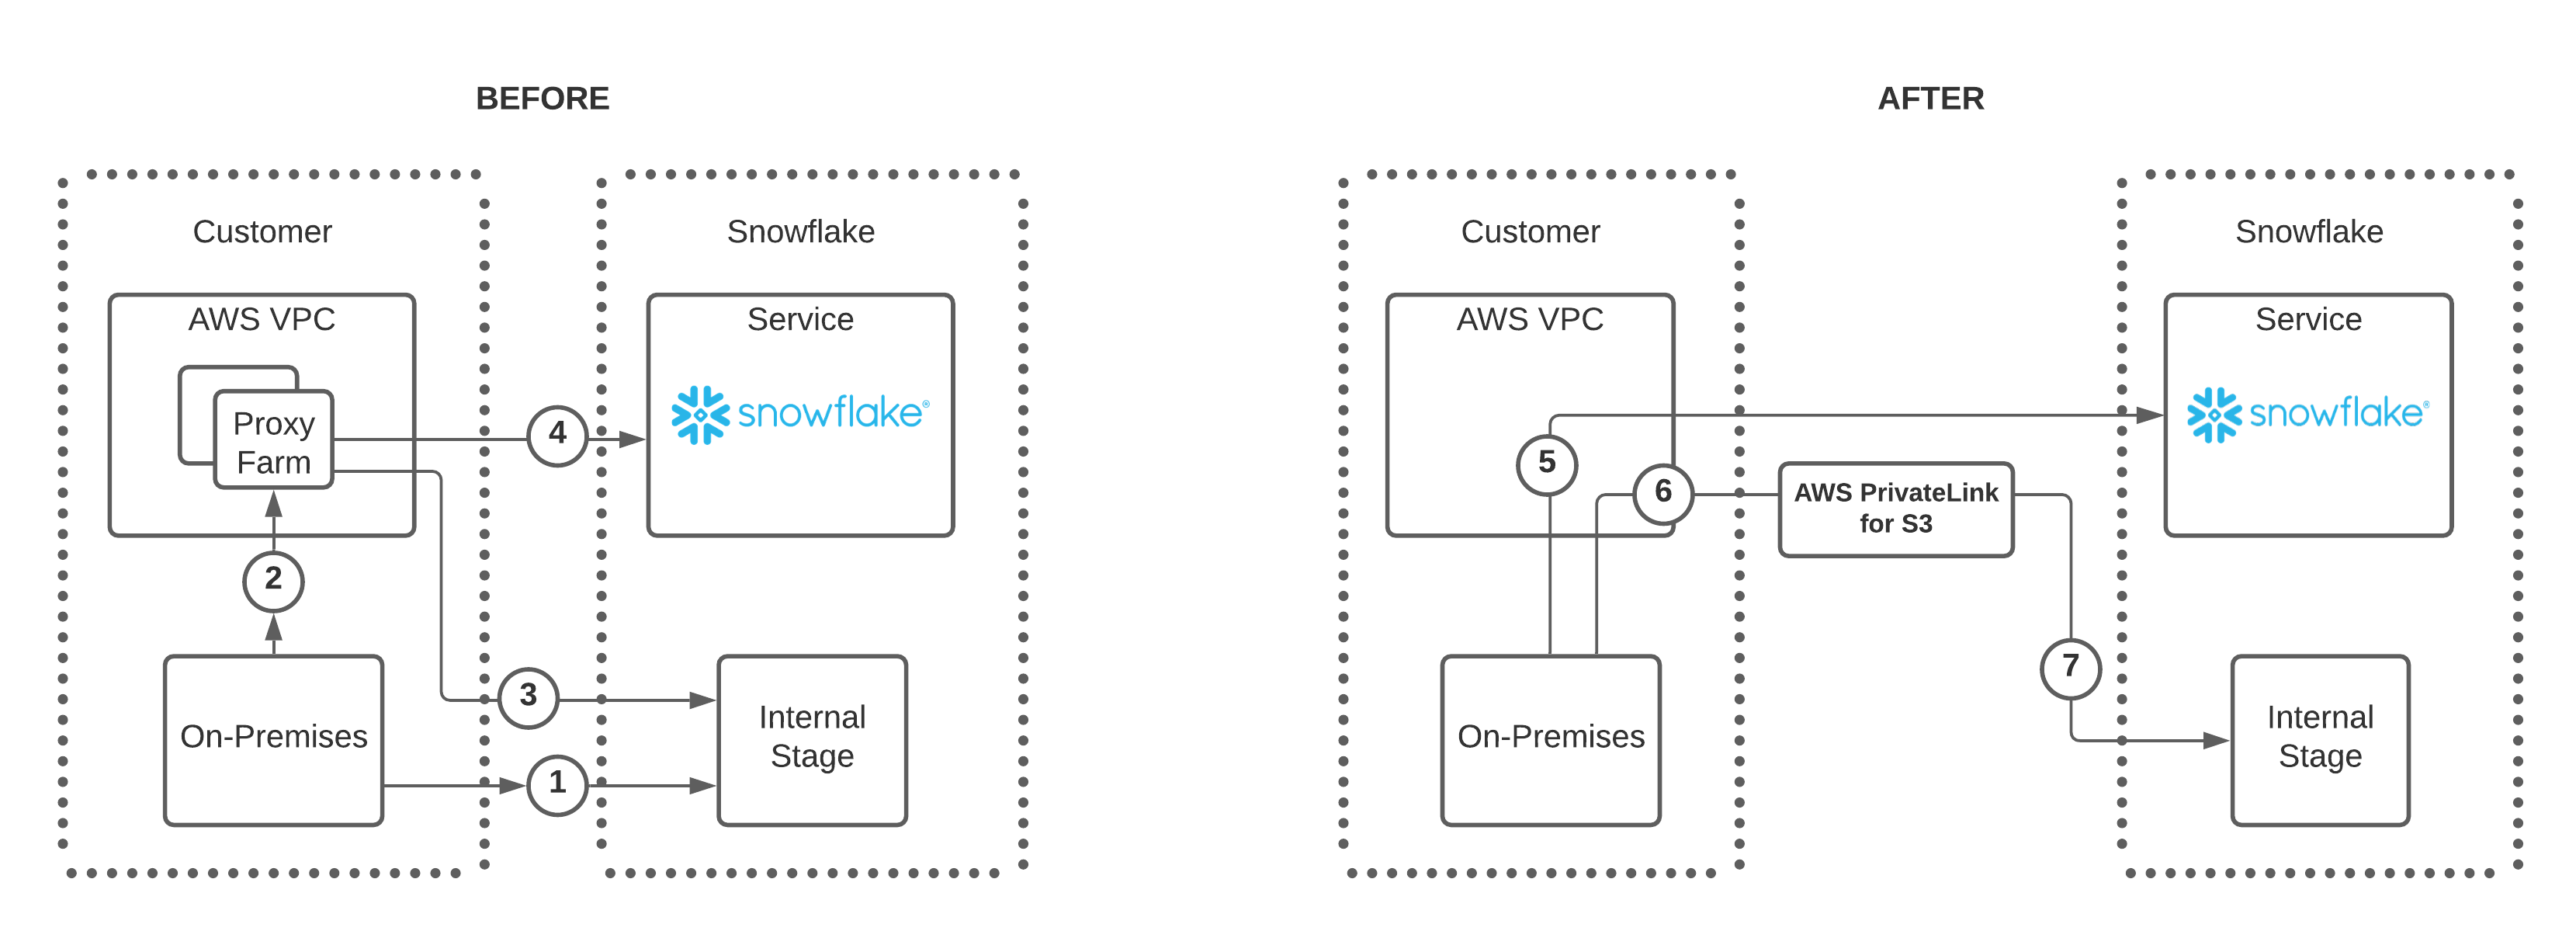 BEFORE
Customer
AWS VPC
Proxy
Farm
2
On-Premises
4
3
1
Snowflake
Service
snowflake®
Internal
Stage
AFTER
Customer
AWS VPC
5
6
On-Premises
AWS PrivateLink
for S3
7
Snowflake
Service
snowflake®
Internal
Stage